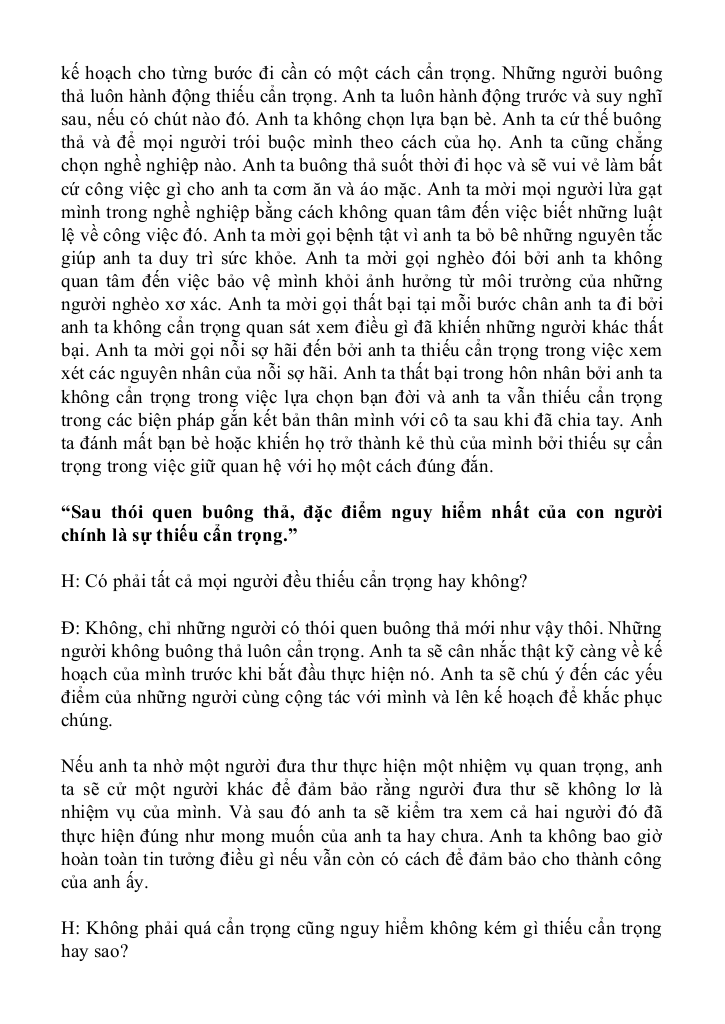 kế hoạch cho từng bước đi cần có một cách cẩn trọng. Những người buông
thả luôn hành động thiếu cẩn trọng. Anh ta luôn hành động trước và suy nghĩ
sau, nếu có chút nào đó. Anh ta không chọn lựa bạn bè. Anh ta cứ thế buông
thả và để mọi người trói buộc mình theo cách của họ. Anh ta cũng chẳng
chọn nghề nghiệp nào. Anh ta buông thả suốt thời đi học và sẽ vui vẻ làm bất
cứ công việc gì cho anh ta cơm ăn và áo mặc. Anh ta mời mọi người lừa gạt
mình trong nghề nghiệp bằng cách không quan tâm đến việc biết những luật
lệ về công việc đó. Anh ta mời gọi bệnh tật vì anh ta bỏ bê những nguyên tắc
giúp anh ta duy trì sức khỏe. Anh ta mời gọi nghèo đói bởi anh ta không
quan tâm đến việc bảo vệ mình khỏi ảnh hưởng từ môi trường của những
người nghèo xơ xác. Anh ta mời gọi thất bại tại mỗi bước chân anh ta đi bởi
anh ta không cẩn trọng quan sát xem điều gì đã khiến những người khác thất
bại. Anh ta mời gọi nỗi sợ hãi đến bởi anh ta thiếu cẩn trọng trong việc xem
xét các nguyên nhân của nỗi sợ hãi. Anh ta thất bại trong hôn nhân bởi anh ta
không cẩn trọng trong việc lựa chọn bạn đời và anh ta vẫn thiếu cẩn trọng
trong các biện pháp gắn kết bản thân mình với cô ta sau khi đã chia tay. Anh
ta đánh mất bạn bè hoặc khiến họ trở thành kẻ thù của mình bởi thiếu sự cẩn
trọng trong việc giữ quan hệ với họ một cách đúng đắn.
“Sau thói quen buông thả, đặc điểm nguy hiểm nhất của con người
chính là sự thiếu cẩn trọng.”
H: Có phải tất cả mọi người đều thiếu cẩn trọng hay không?
Đ: Không, chỉ những người có thói quen buông thả mới như vậy thôi. Những
người không buông thả luôn cẩn trọng. Anh ta sẽ cân nhắc thật kỹ càng về kế
hoạch của mình trước khi bắt đầu thực hiện nó. Anh ta sẽ chú ý đến các yếu
điểm của những người cùng cộng tác với mình và lên kế hoạch để khắc phục
chúng.
Nếu anh ta nhờ một người đưa thư thực hiện một nhiệm vụ quan trọng, anh
ta sẽ cử một người khác để đảm bảo rằng người đưa thư sẽ không lơ là
nhiệm vụ của mình. Và sau đó anh ta sẽ kiểm tra xem cả hai người đó đã
thực hiện đúng như mong muốn của anh ta hay chưa. Anh ta không bao giờ
hoàn toàn tin tưởng điều gì nếu vẫn còn có cách để đảm bảo cho thành công
của anh ấy.
H: Không phải quá cẩn trọng cũng nguy hiểm không kém gì thiếu cẩn trọng
hay sao?